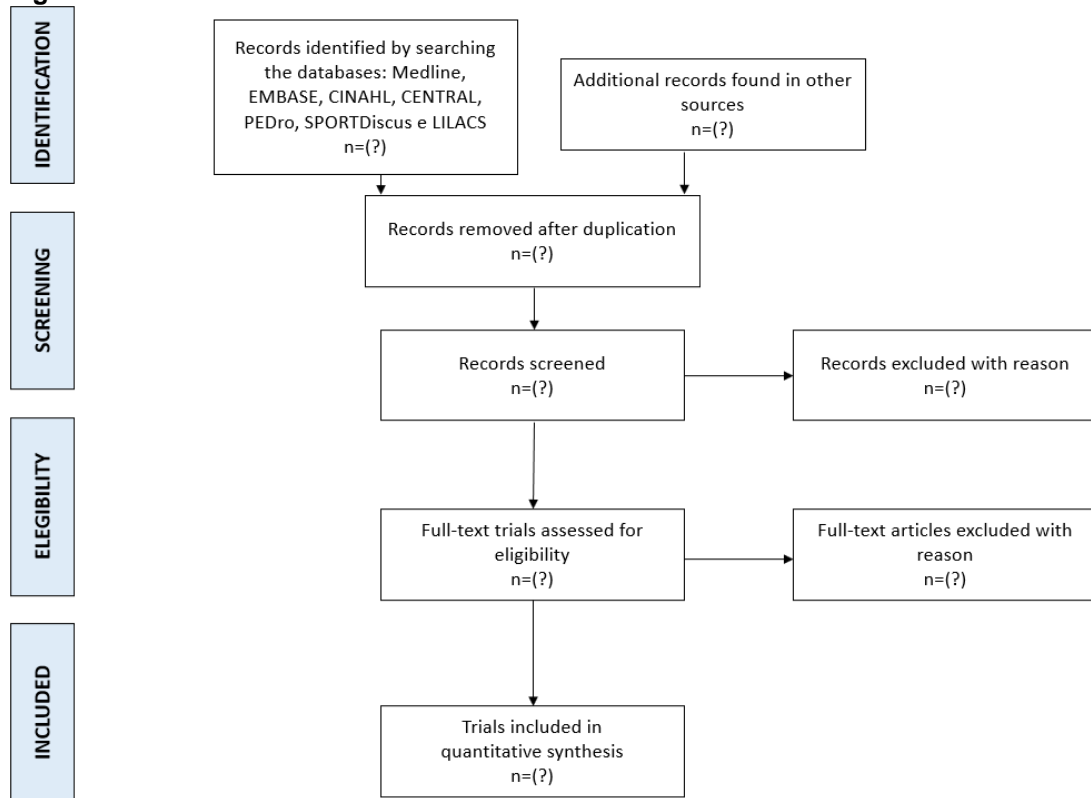 IDENTIFICATION
Records identified by searching
the databases: Medline,
EMBASE, CINAHL, CENTRAL,
PEDro, SPORTDiscus e LILACS
n=(?)
Additional records found in other
sources
n=(?)
Records removed after duplication
n=(?)
SCREENING
Records screened
n=(?)
Records excluded with reason
n=(?)
ELEGIBILITY
Full-text trials assessed for
eligibility
n=(?)
Full-text articles excluded with
reason
n=(?)
INCLUDED
Trials included in
quantitative synthesis
n=(?)